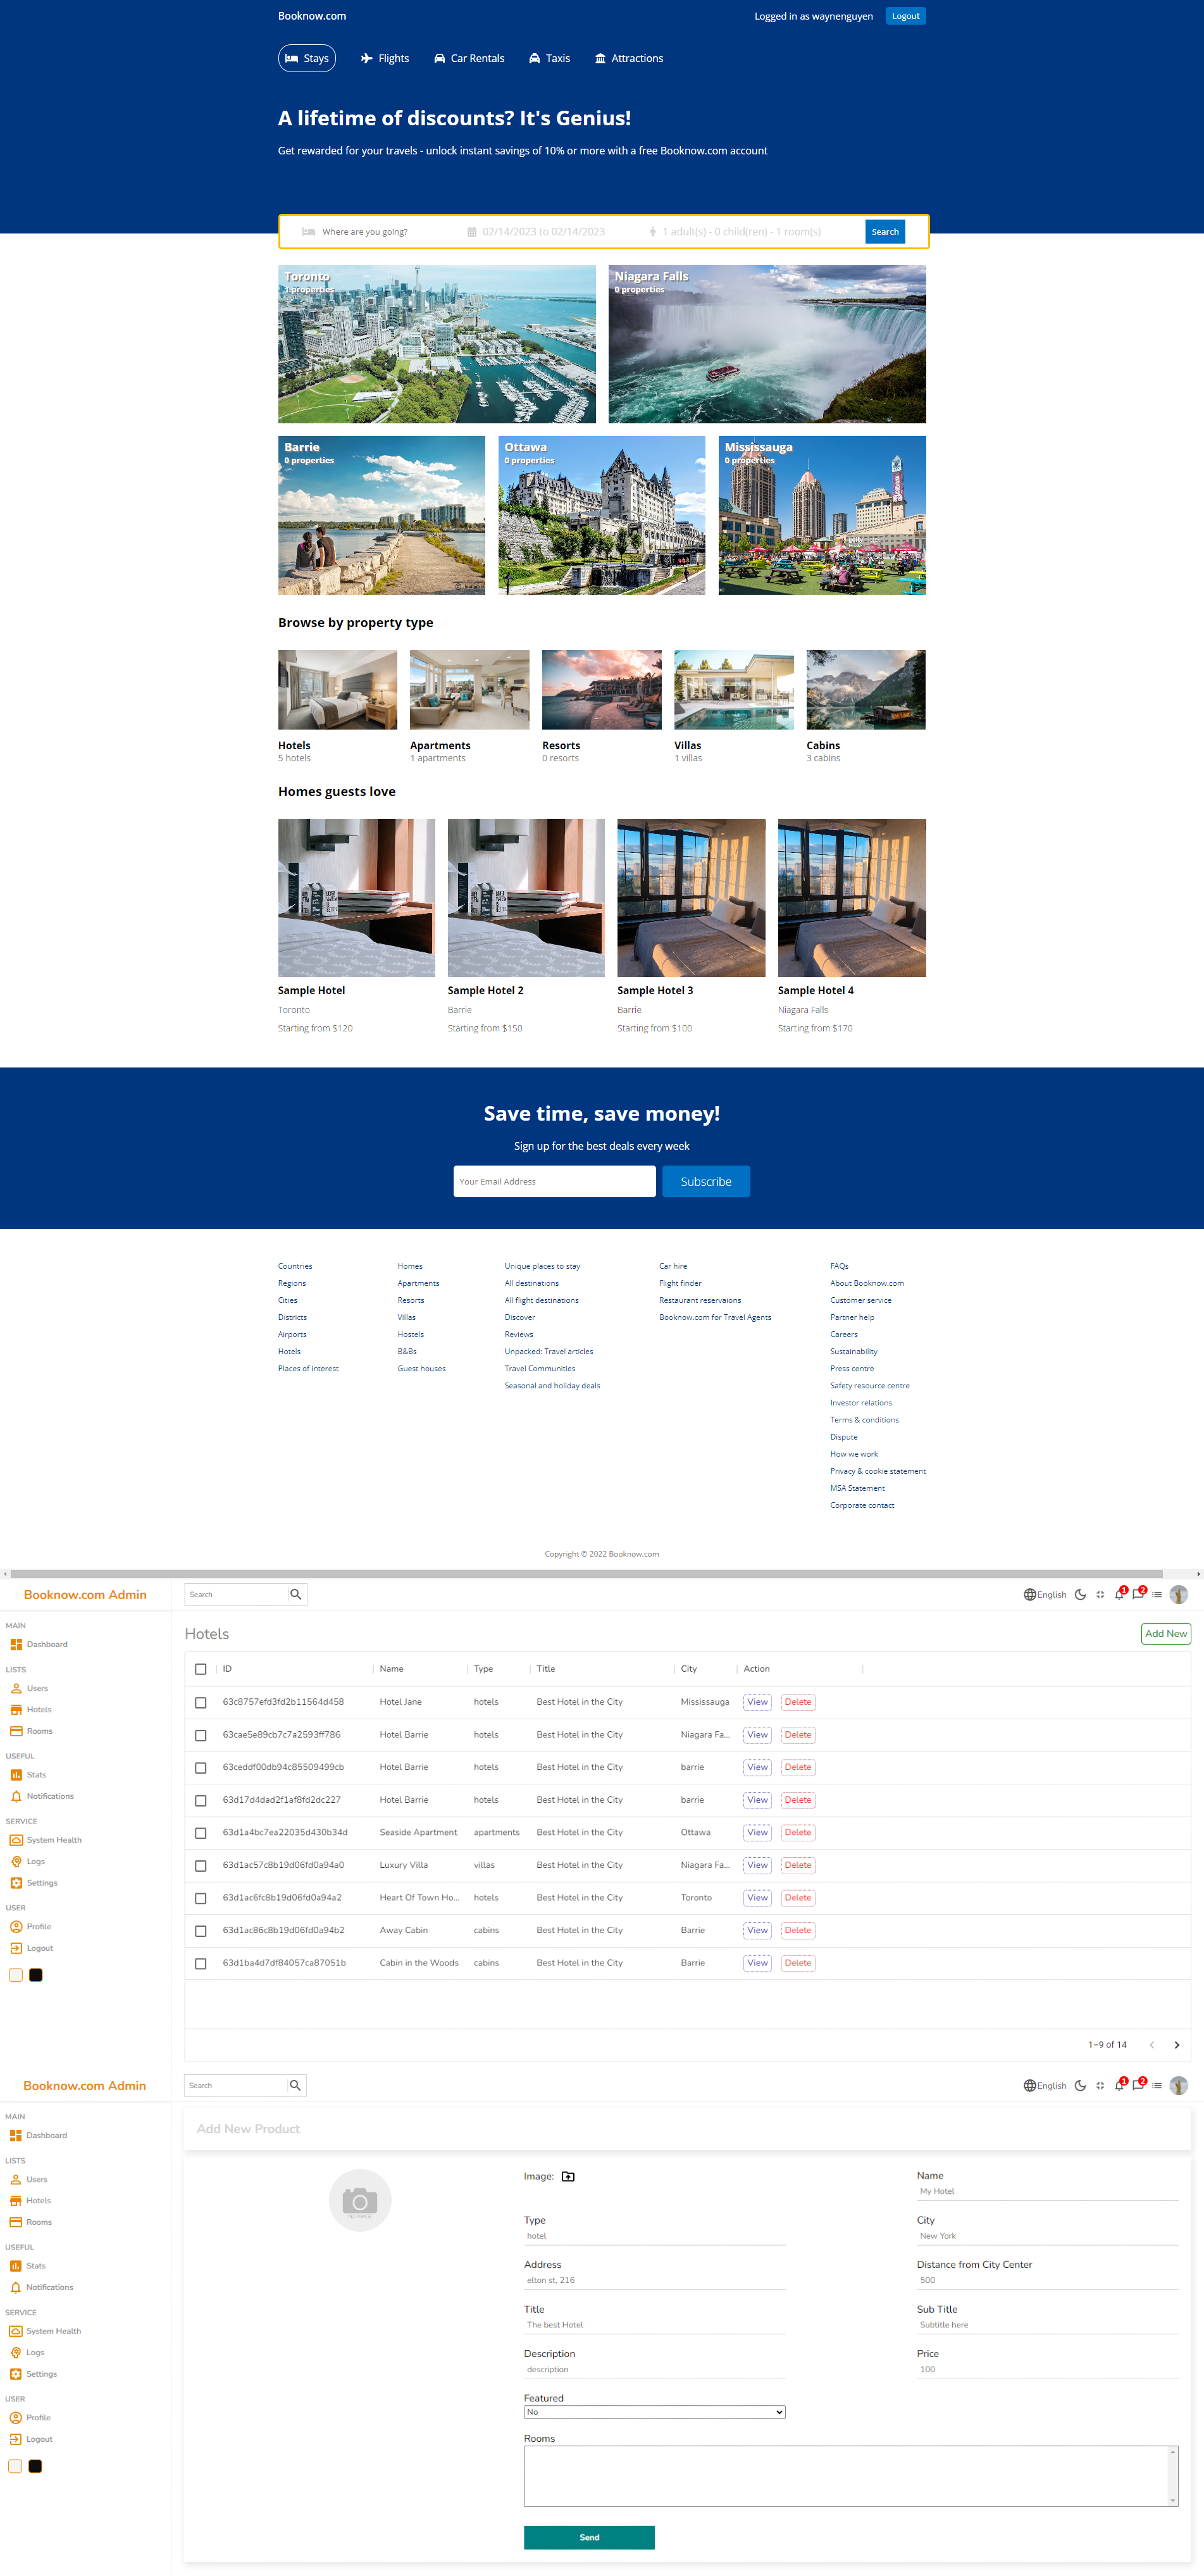 Booknow.com
Logged in as waynenguyen
Logout
Stays
Flights
Car Rentals
Taxis
Attractions
A lifetime of discounts? It's Genius!
Get rewarded for your travels - unlock instant savings of 10% or more with a free Booknow.com account
Where are you going?
02/14/2023 to 02/14/2023
1 adult(s) - 0 child(ren) - 1 room(s)
Search
Toronto
1 properties
Niagara Falls
0 properties
Barrie
0 properties
Ottawa
0 properties
Mississauga
0 properties
Browse by property type
Hotels
5 hotels
Apartments
1 apartments
Resorts
0 resorts
Villas
1 villas
Cabins
3 cabins
Homes guests love
Sample Hotel
Toronto
Starting from $120
Sample Hotel 2
Barrie
Starting from $150
Sample Hotel 3
Barrie
Starting from $100
Sample Hotel 4
Niagara Falls
Starting from $170
Save time, save money!
Sign up for the best deals every week
Your Email Address
Subscribe
Countries
Regions
Cities
Districts
Airports
Hotels
Places of interest
Homes
Apartments
Resorts
Villas
Hostels
B&Bs
Guest houses
Unique places to stay
All destinations
All flight destinations
Discover
Reviews
Unpacked: Travel articles
Travel Communities
Seasonal and holiday deals
Car hire
Flight finder
Restaurant reservaions
Booknow.com for Travel Agents
FAQs
About Booknow.com
Customer service
Partner help
Careers
Sustainability
Press centre
Safety resource centre
Investor relations
Terms & conditions
Dispute
How we work
Privacy & cookie statement
MSA Statement
Corporate contact
Copyright © 2022 Booknow.com
Booknow.com Admin
Search
English
1
2
MAIN
Dashboard
LISTS
Users
Hotels
Rooms
USEFUL
Stats
Notifications
SERVICE
System Health
Logs
Settings
USER
Profile
Logout
Hotels
Add New
ID Name Type Title City Action
63c8757efd3fd2b11564d458 Hotel Jane hotels Best Hotel in the City Mississauga View Delete
63cae5e89cb7c7a2593ff786 Hotel Barrie hotels Best Hotel in the City Niagara Fa... View Delete
63ceddf00db94c85509499cb Hotel Barrie hotels Best Hotel in the City barrie View Delete
63d17d4dad2f1af8fd2dc227 Hotel Barrie hotels Best Hotel in the City barrie View Delete
63d1a4bc7ea22035d430b34d Seaside Apartment apartments Best Hotel in the City Ottawa View Delete
63d1ac57c8b19d06fd0a94a0 Luxury Villa villas Best Hotel in the City Niagara Fa... View Delete
63d1ac6fc8b19d06fd0a94a2 Heart Of Town Ho... hotels Best Hotel in the City Toronto View Delete
63d1ac86c8b19d06fd0a94b2 Away Cabin cabins Best Hotel in the City Barrie View Delete
63d1ba4d7df84057ca87051b Cabin in the Woods cabins Best Hotel in the City Barrie View Delete
1–9 of 14
Booknow.com Admin
Search
English
1
2
MAIN
Dashboard
LISTS
Users
Hotels
Rooms
USEFUL
Stats
Notifications
SERVICE
System Health
Logs
Settings
USER
Profile
Logout
Add New Product
NO IMAGE
Image:
Name
My Hotel
Type
hotel
City
New York
Address
elton st, 216
Distance from City Center
500
Title
The best Hotel
Sub Title
Subtitle here
Description
description
Price
100
Featured
No
Rooms
Send